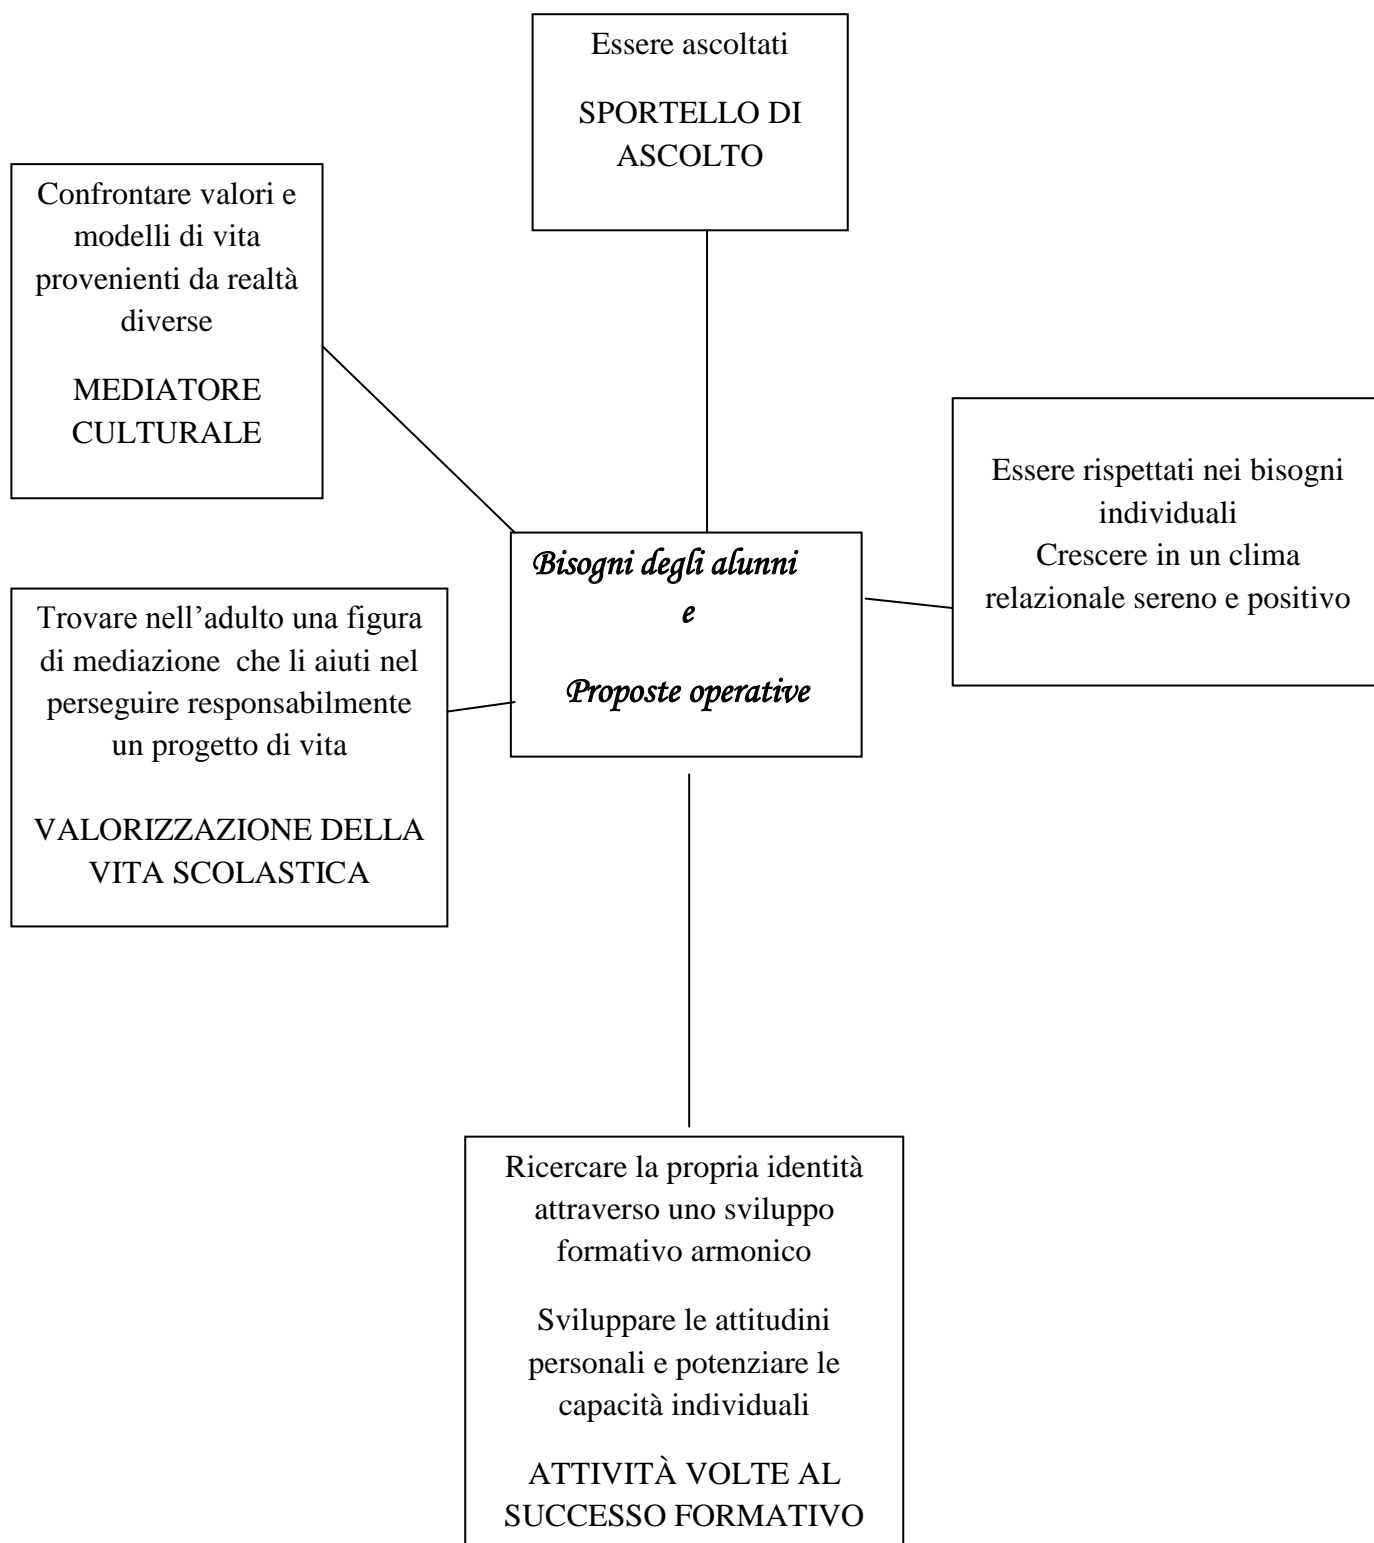 Essere ascoltati
SPORTELLO DI
ASCOLTO
Confrontare valori e
modelli di vita
provenienti da realtà
diverse
MEDIATORE
CULTURALE
Essere rispettati nei bisogni
individuali
Crescere in un clima
relazionale sereno e positivo
Bisogni degli alunni
e
Proposte operative
Trovare nell’adulto una figura
di mediazione  che li aiuti nel
perseguire responsabilmente
un progetto di vita
VALORIZZAZIONE DELLA
VITA SCOLASTICA
Ricercare la propria identità
attraverso uno sviluppo
formativo armonico
Sviluppare le attitudini
personali e potenziare le
capacità individuali
ATTIVITÀ VOLTE AL
SUCCESSO FORMATIVO